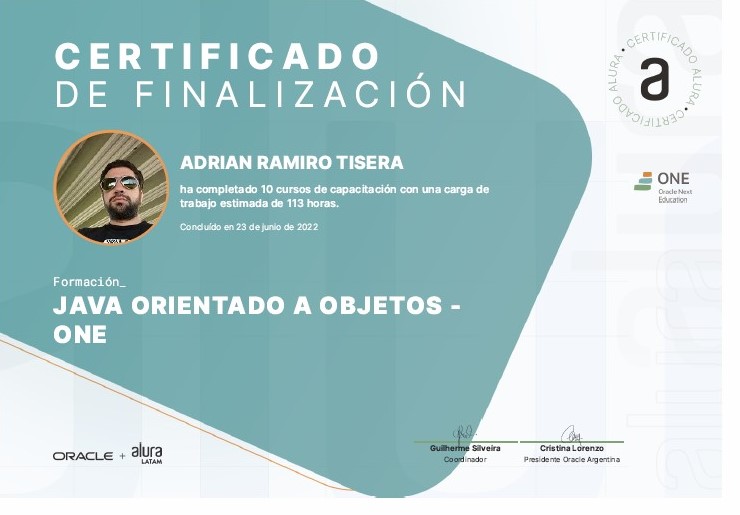 CERTIFICADO
DE FINALIZACIÓN
CERTIFICADO ALURA • CERTIFICADO ALURA •
a
ADRIAN RAMIRO TISERA
ha completado 10 cursos de capacitación con una carga de
trabajo estimada de 113 horas.
Concluído en 23 de junio de 2022
ONE
Oracle Next
Education
Formación_
JAVA ORIENTADO A OBJETOS -
ONE
ORACLE + alura
LATAM
Guilherme Silveira
Coordinador
Cristina Lorenzo
Presidente Oracle Argentina